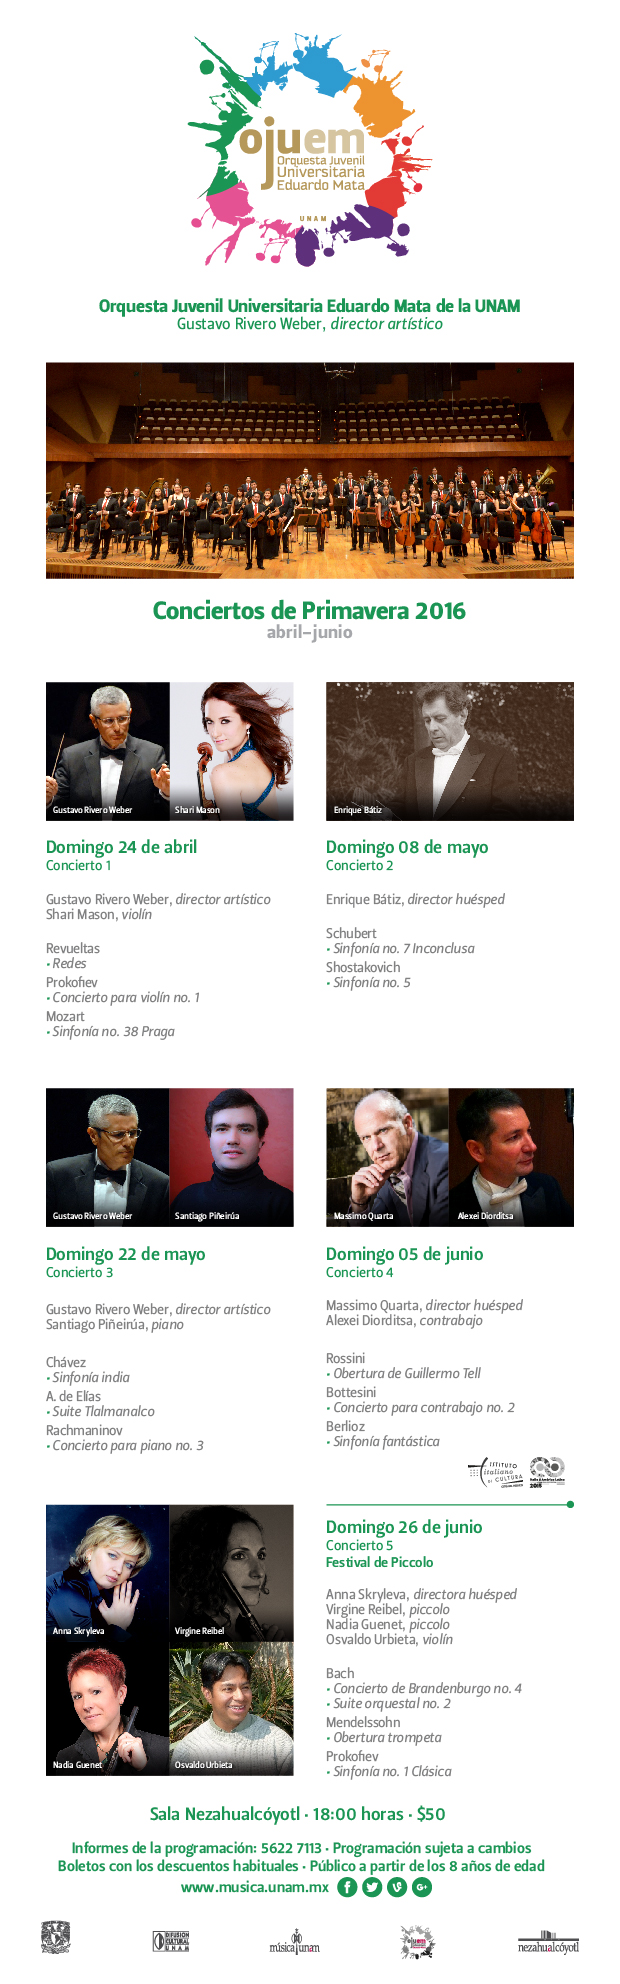 ojuem
Orquesta Juvenil
Universitaria
Eduardo Mata
UNAM
Orquesta Juvenil Universitaria Eduardo Mata de la UNAM
Gustavo Rivero Weber, director artístico
Conciertos de Primavera 2016
abril–junio
Gustavo Rivero Weber
Shari Mason
Domingo 24 de abril
Concierto 1
Gustavo Rivero Weber, director artístico
Shari Mason, violín
Revueltas
• Redes
Prokofiev
• Concierto para violín no. 1
Mozart
• Sinfonía no. 38 Praga
Enrique Bátiz
Domingo 08 de mayo
Concierto 2
Enrique Bátiz, director huésped
Schubert
• Sinfonía no. 7 Inconclusa
Shostakovich
• Sinfonía no. 5
Gustavo Rivero Weber
Santiago Piñeirúa
Domingo 22 de mayo
Concierto 3
Gustavo Rivero Weber, director artístico
Santiago Piñeirúa, piano
Chávez
• Sinfonía india
A. de Elías
• Suite Tlalmanalco
Rachmaninov
• Concierto para piano no. 3
Massimo Quarta
Alexei Diorditsa
Domingo 05 de junio
Concierto 4
Massimo Quarta, director huésped
Alexei Diorditsa, contrabajo
Rossini
• Obertura de Guillermo Tell
Bottesini
• Concierto para contrabajo no. 2
Berlioz
• Sinfonía fantástica
ISTITUTO
italiano
DI CULTURA
Anna Skryleva
Virgine Reibel
Nadia Guenet
Osvaldo Urbieta
Domingo 26 de junio
Concierto 5
Festival de Piccolo
Anna Skryleva, directora huésped
Virgine Reibel, piccolo
Nadia Guenet, piccolo
Osvaldo Urbieta, violín
Bach
• Concierto de Brandenburgo no. 4
• Suite orquestal no. 2
Mendelssohn
• Obertura trompeta
Prokofiev
• Sinfonía no. 1 Clásica
Sala Nezahualcóyotl • 18:00 horas • $50
Informes de la programación: 5622 7113 • Programación sujeta a cambios
Boletos con los descuentos habituales • Público a partir de los 8 años de edad
www.musica.unam.mx
DIFUSION
CULTURAL
UNAM
música unam
ojuem
nezahualcóyotl